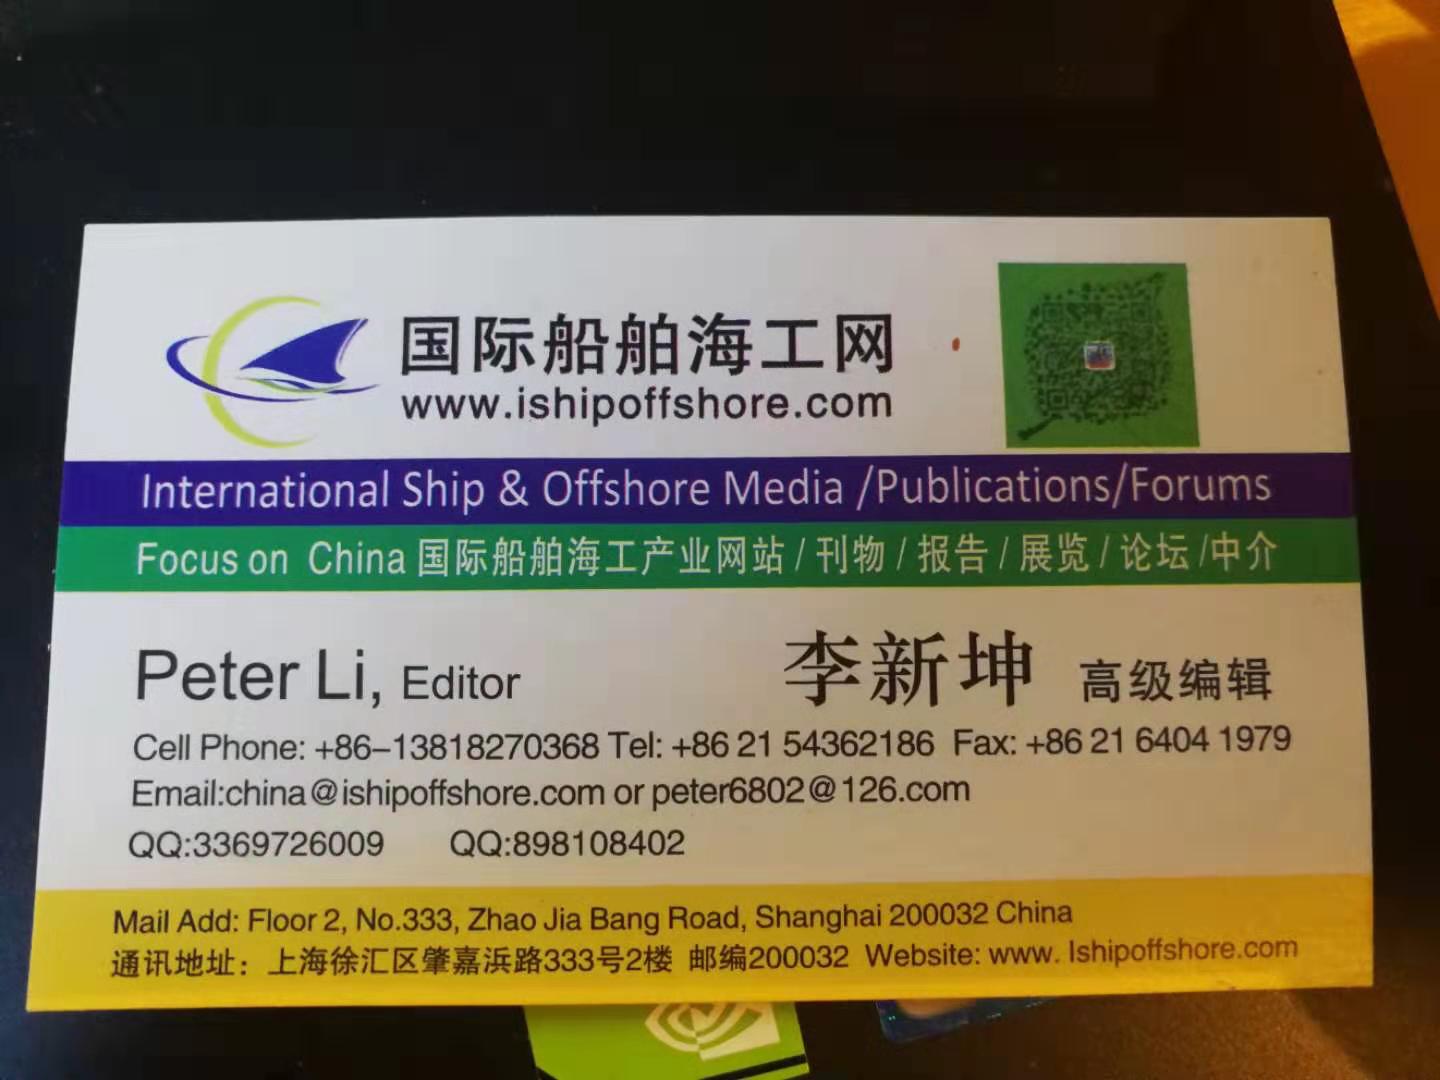 国际船舶海工网
www.ishipoffshore.com
International Ship & Offshore Media /Publications/Forums
Focus on China 国际船舶海工产业网站/刊物/报告/展览/论坛/中介
Peter Li, Editor 李新坤 高级编辑
Cell Phone: +86-13818270368 Tel: +86 21 54362186 Fax: +86 21 6404 1979
Email:china@ishipoffshore.com or peter6802@126.com
QQ:3369726009 QQ:898108402
Mail Add: Floor 2, No.333, Zhao Jia Bang Road, Shanghai 200032 China
通讯地址：上海徐汇区肇嘉浜路333号2楼 邮编200032 Website: www. Ishipoffshore.com